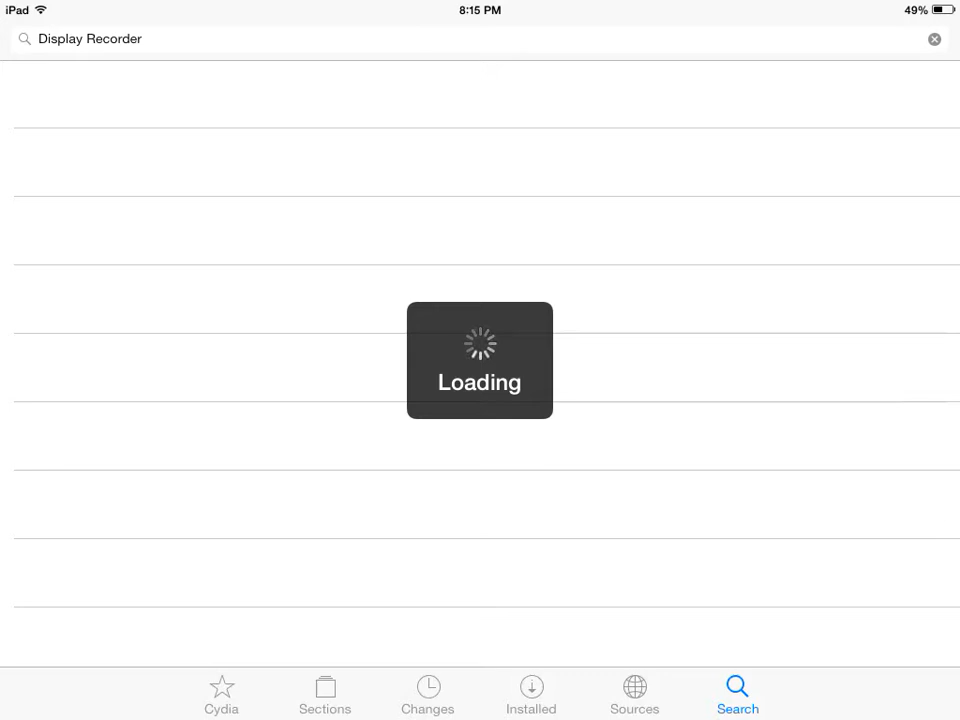 iPad 8:15 PM 49%
Display Recorder
Loading
Cydia Sections Changes Installed Sources Search